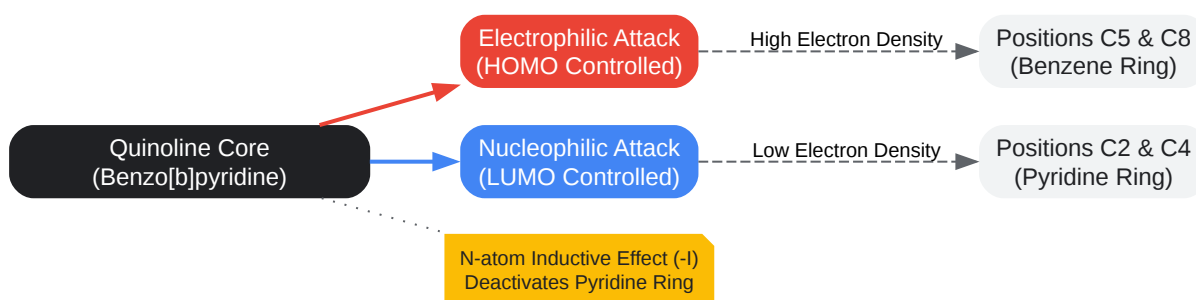 Electrophilic Attack
(HOMO Controlled)
High Electron Density
Positions C5 & C8
(Benzene Ring)
Quinoline Core
(Benzo[b]pyridine)
Nucleophilic Attack
(LUMO Controlled)
Low Electron Density
Positions C2 & C4
(Pyridine Ring)
N-atom Inductive Effect (-I)
Deactivates Pyridine Ring